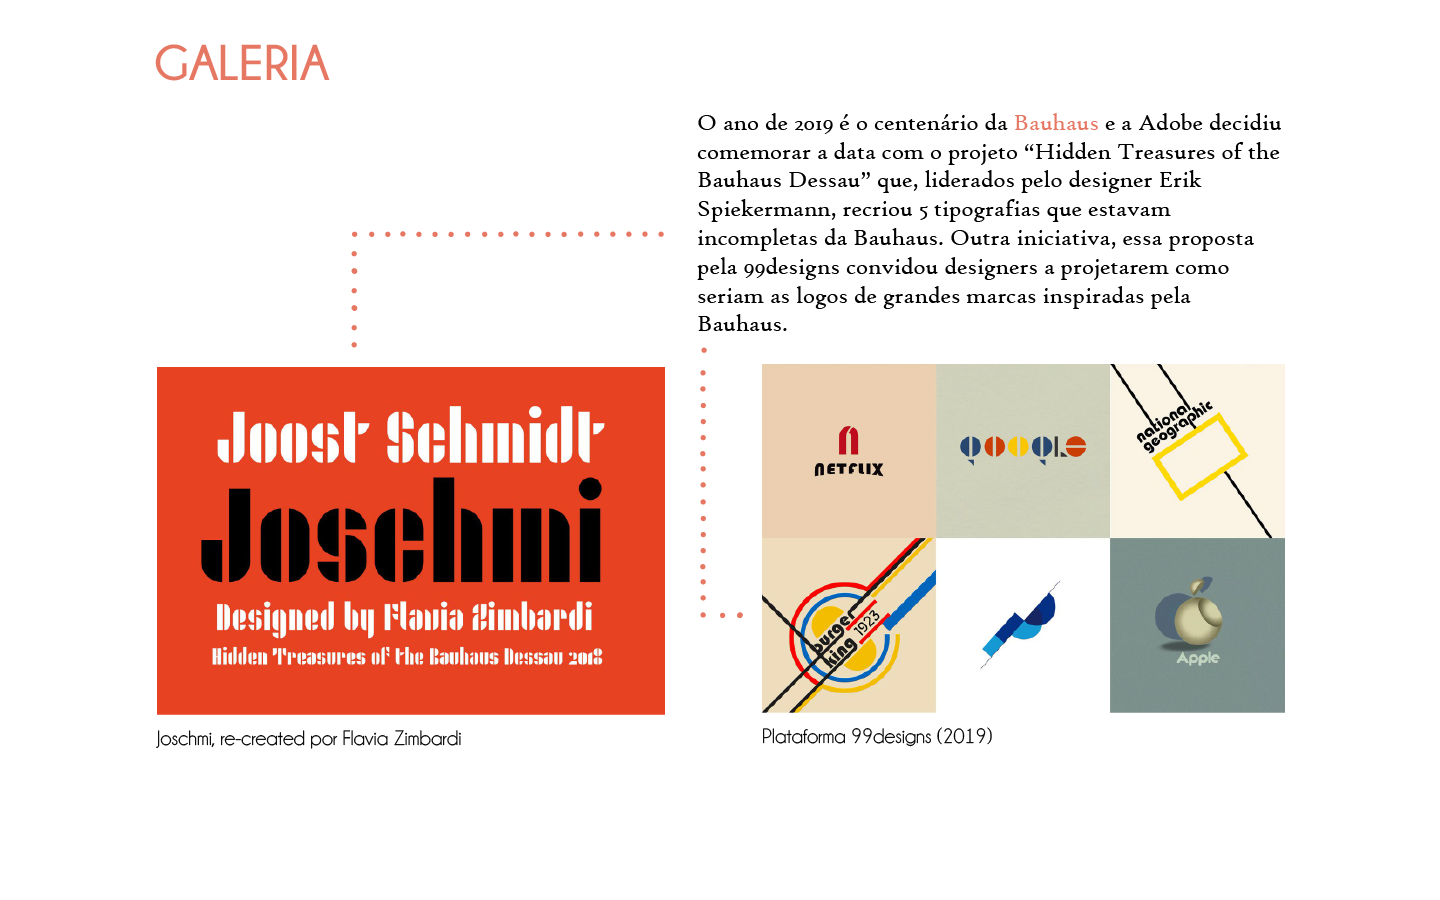 GALERIA
O ano de 2019 é o centenário da Bauhaus e a Adobe decidiu
comemorar a data com o projeto “Hidden Treasures of the
Bauhaus Dessau” que, liderados pelo designer Erik
Spiekermann, recriou 5 tipografias que estavam
incompletas da Bauhaus. Outra iniciativa, essa proposta
pela 99designs convidou designers a projetarem como
seriam as logos de grandes marcas inspiradas pela
Bauhaus.
Joost Schmidt
Joschmi
Designed by Flavia Zimbardi
Hidden Treasures of the Bauhaus Dessau 2018
Joschmi, re-created por Flavia Zimbardi
n
NETFLIX
google
national
geographic
burger
king
1923
Apple
Plataforma 99designs (2019)